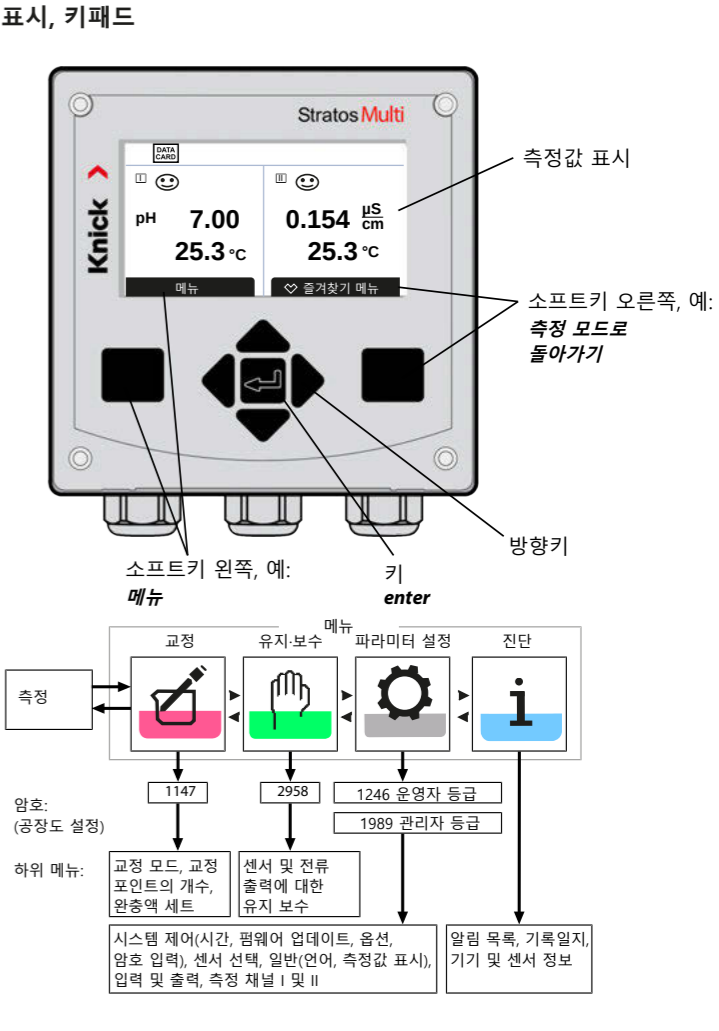 표시, 키패드
Stratos Multi
Knick
DATA
CARD
I
II
pH 7.00
0.154 µS
cm
25.3 °C
25.3 °C
메뉴
즐겨찾기 메뉴
측정값 표시
소프트키 오른쪽, 예:
측정 모드로
돌아가기
방향키
소프트키 왼쪽, 예:
메뉴
키
enter
메뉴
교정
유지·보수
파라미터 설정
진단
측정
i
암호:
(공장도 설정)
1147
2958
1246 운영자 등급
1989 관리자 등급
하위 메뉴:
교정 모드, 교정
포인트의 개수,
완충액 세트
센서 및 전류
출력에 대한
유지 보수
시스템 제어(시간, 펌웨어 업데이트, 옵션,
암호 입력), 센서 선택, 일반(언어, 측정값 표시),
입력 및 출력, 측정 채널 I 및 II
알림 목록, 기록일지,
기기 및 센서 정보